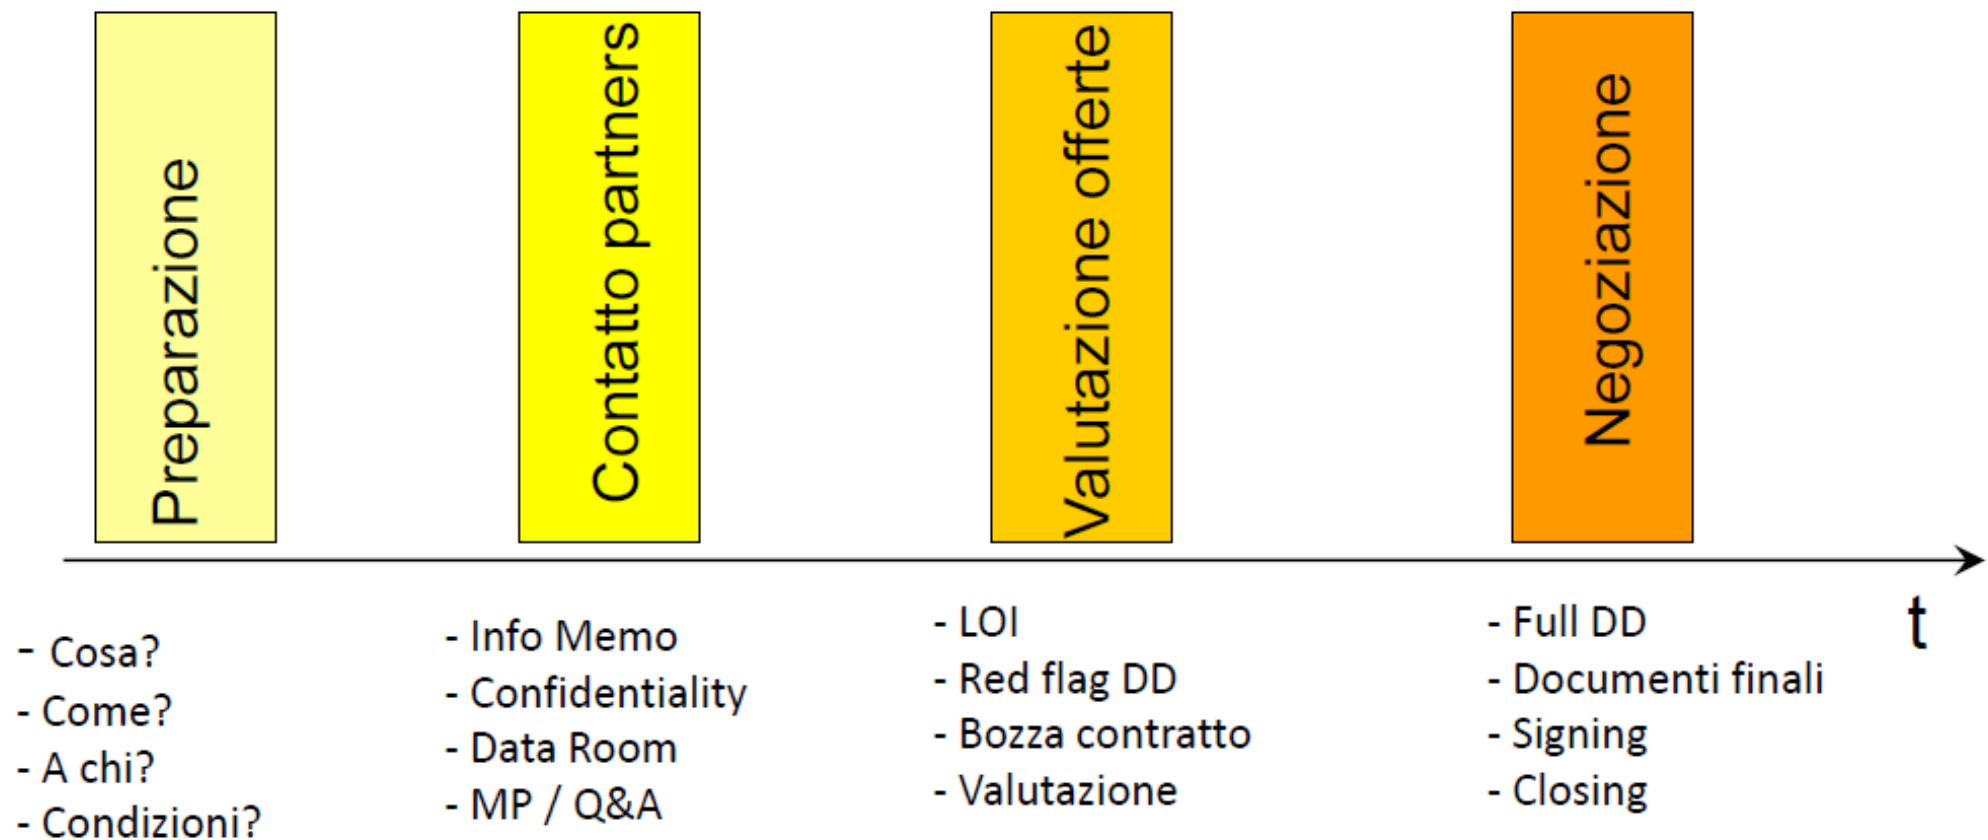 Preparazione
Contatto partners
Valutazione offerte
Negoziazione
t
- Cosa?
- Come?
- A chi?
- Condizioni?
- Info Memo
- Confidentiality
- Data Room
- MP / Q&A
- LOI
- Red flag DD
- Bozza contratto
- Valutazione
- Full DD
- Documenti finali
- Signing
- Closing